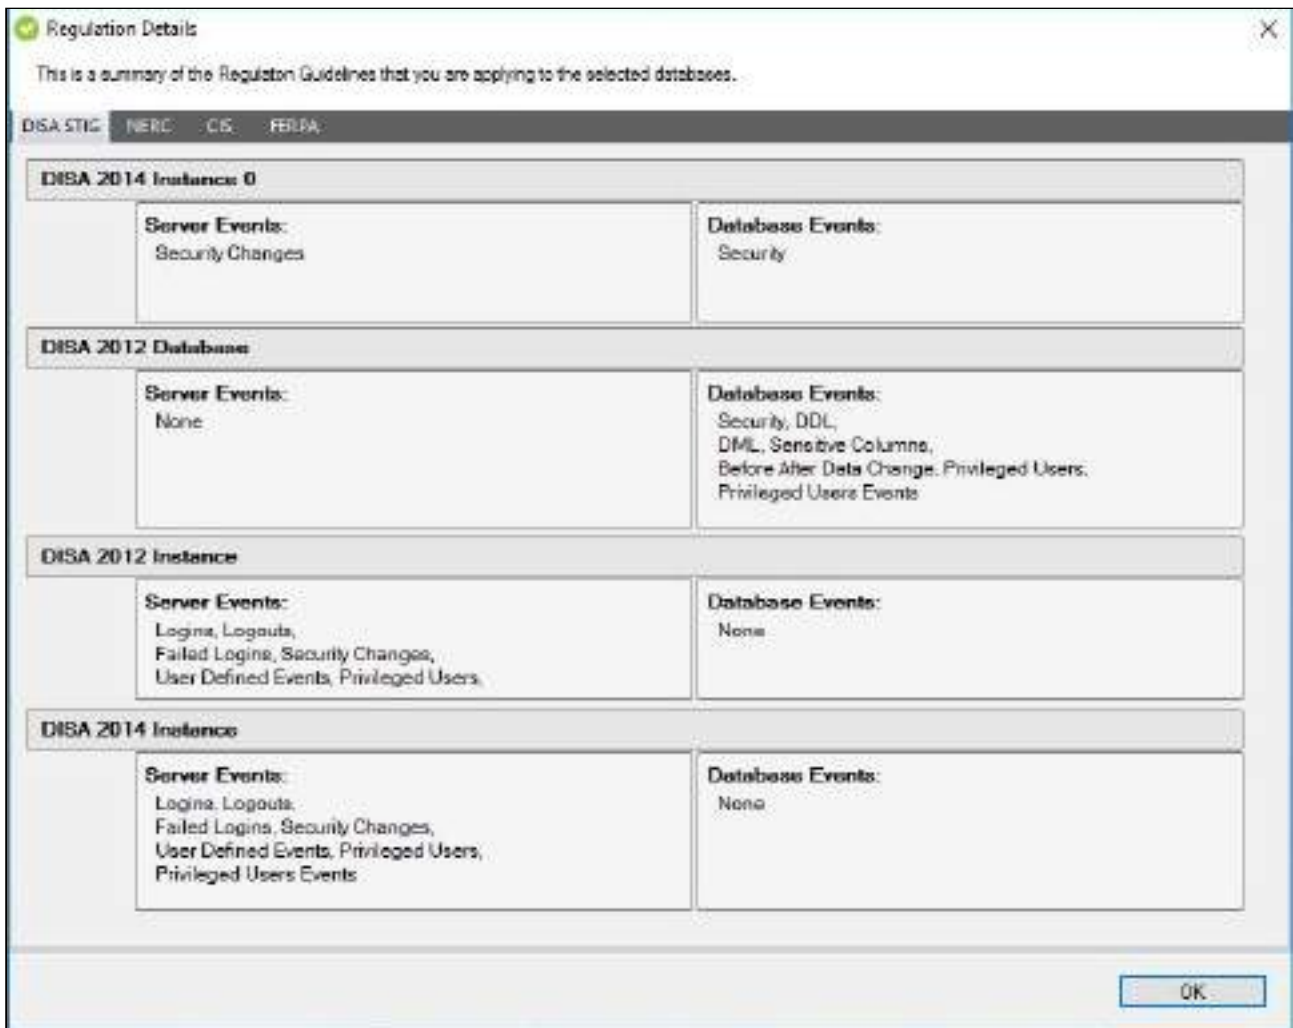 Regulation Details
This is a summary of the Regulaton Guidelines that you are applying to the selected databases.
DISA STIG NERC CIS FERPA
DISA 2014 Instance 0
Server Events: Database Events:
Security Changes Security
DISA 2012 Database
Server Events: Database Events:
None Security, DDL,
DML, Sensitive Columns,
Before After Data Change, Privileged Users,
Privileged Users Events
DISA 2012 Instance
Server Events: Database Events:
Logins, Logouts, None
Failed Logins, Security Changes,
User Defined Events, Privileged Users,
DISA 2014 Instance
Server Events: Database Events:
Logins, Logouts, None
Failed Logins, Security Changes,
User Defined Events, Privileged Users,
Privileged Users Events
OK